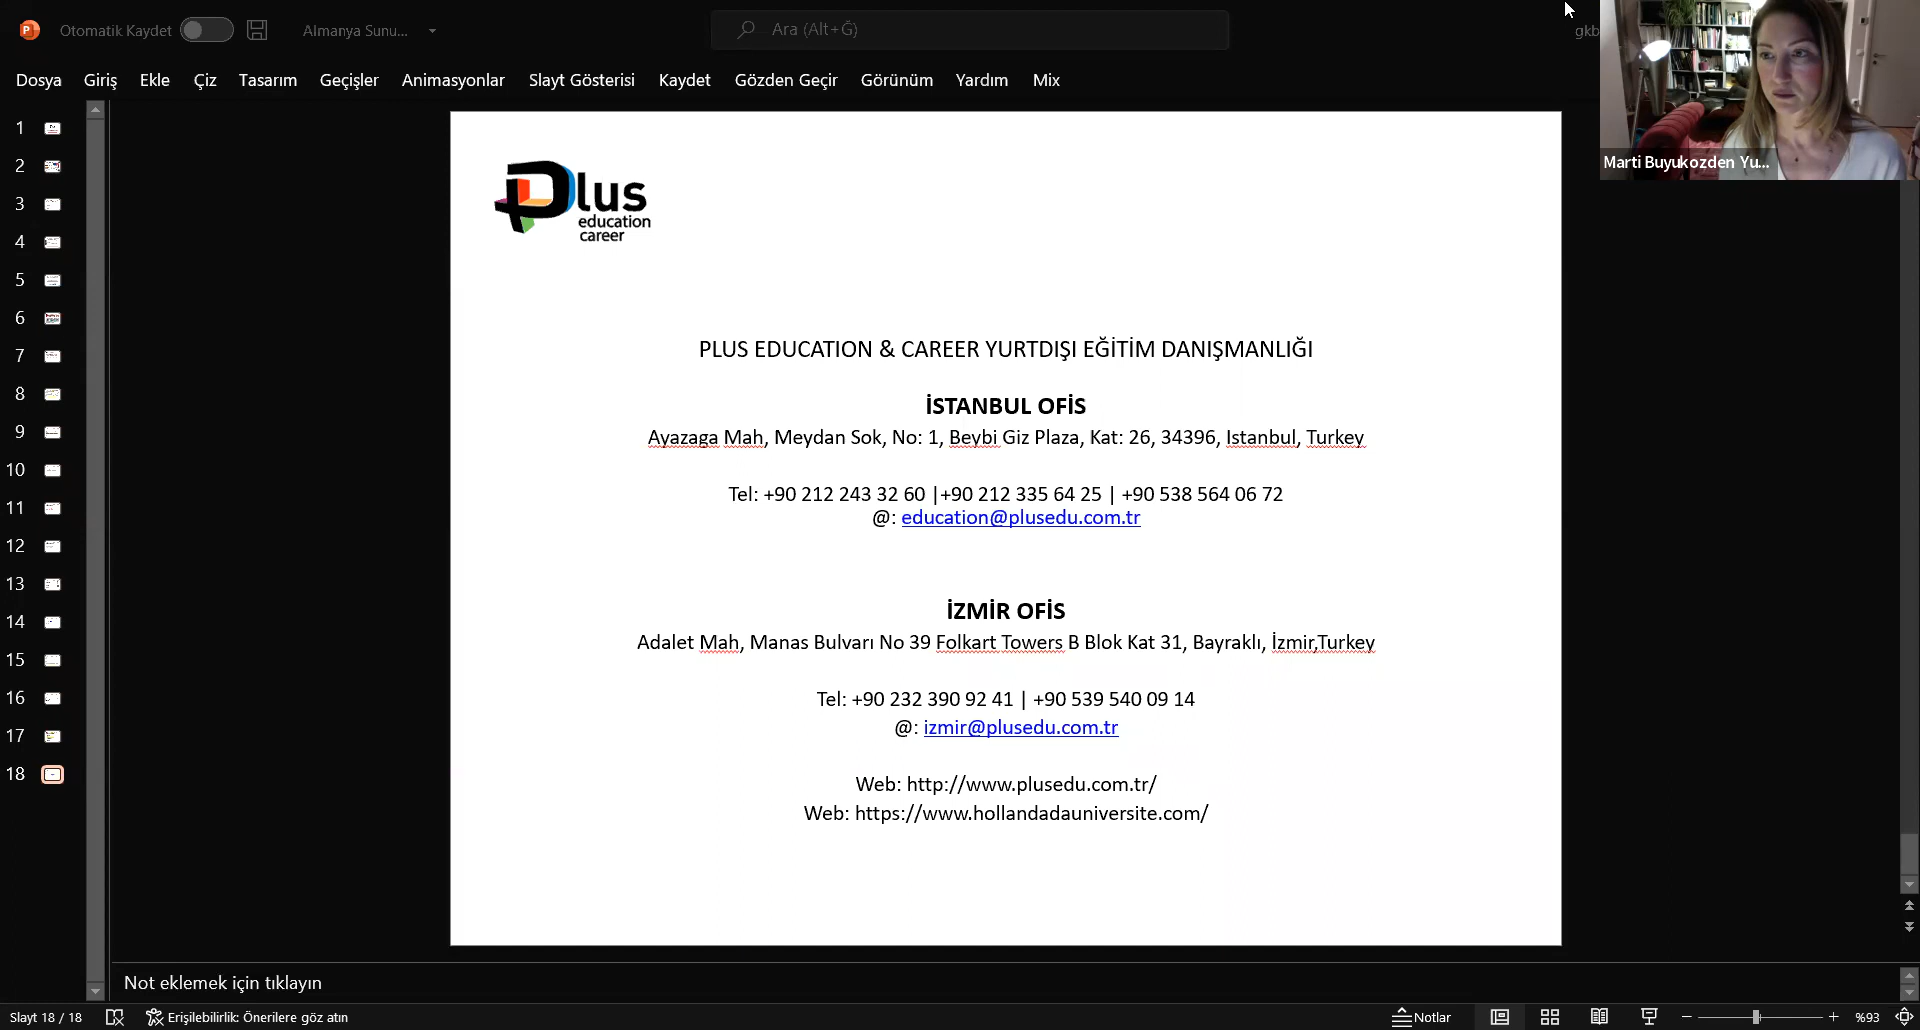 Otomatik Kaydet
Almanya Sunu...
Ara (Alt+Ğ)
gkb
Dosya Giriş Ekle Çiz Tasarım Geçişler Animasyonlar Slayt Gösterisi Kaydet Gözden Geçir Görünüm Yardım Mix
Marti Buyukozden Yu...
1
2
3
4
5
6
7
8
9
10
11
12
13
14
15
16
17
18
Plus
education
career
PLUS EDUCATION & CAREER YURTDIŞI EĞİTİM DANIŞMANLIĞI
İSTANBUL OFİS
Ayazaga Mah, Meydan Sok, No: 1, Beybi Giz Plaza, Kat: 26, 34396, Istanbul, Turkey
Tel: +90 212 243 32 60 |+90 212 335 64 25 | +90 538 564 06 72
@: education@plusedu.com.tr
İZMİR OFİS
Adalet Mah, Manas Bulvarı No 39 Folkart Towers B Blok Kat 31, Bayraklı, İzmir,Turkey
Tel: +90 232 390 92 41 | +90 539 540 09 14
@: izmir@plusedu.com.tr
Web: http://www.plusedu.com.tr/
Web: https://www.hollandadauniversite.com/
Not eklemek için tıklayın
Slayt 18 / 18
Erişilebilirlik: Önerilere göz atın
Notlar
%93